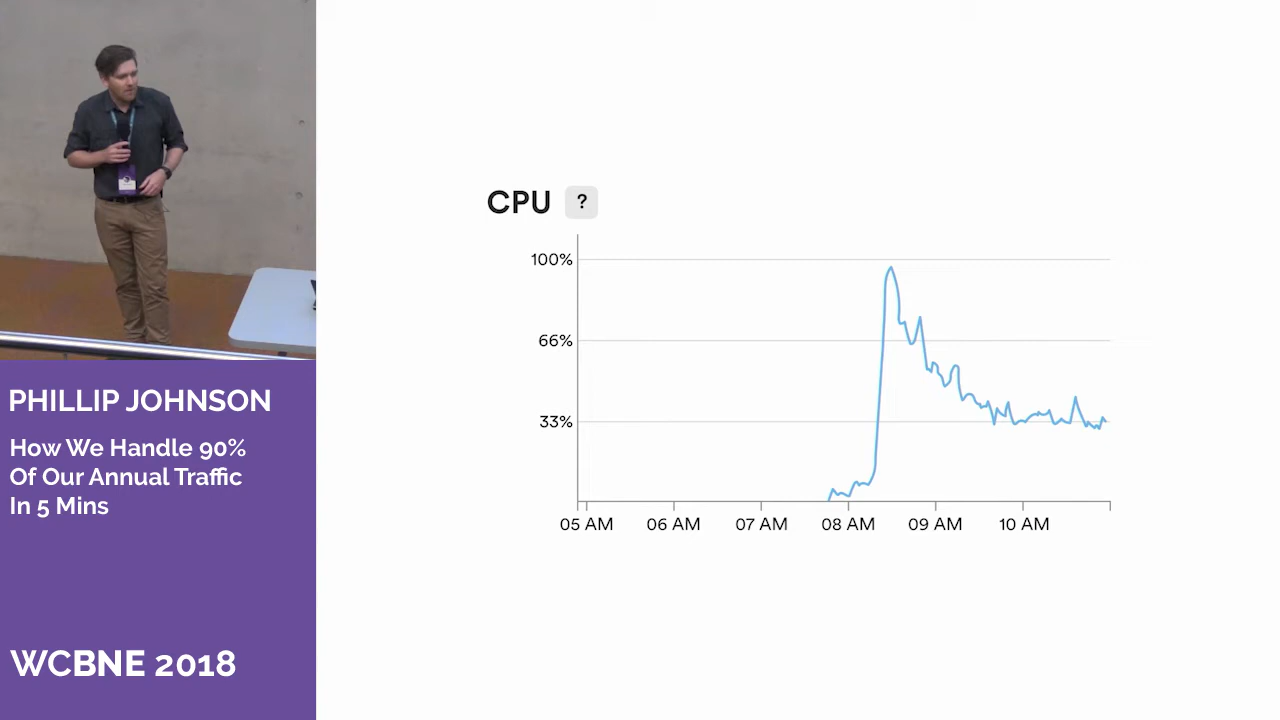 PHILLIP JOHNSON
How We Handle 90%
Of Our Annual Traffic
In 5 Mins
WCBNE 2018
CPU ?
100%
66%
33%
05 AM 06 AM 07 AM 08 AM 09 AM 10 AM